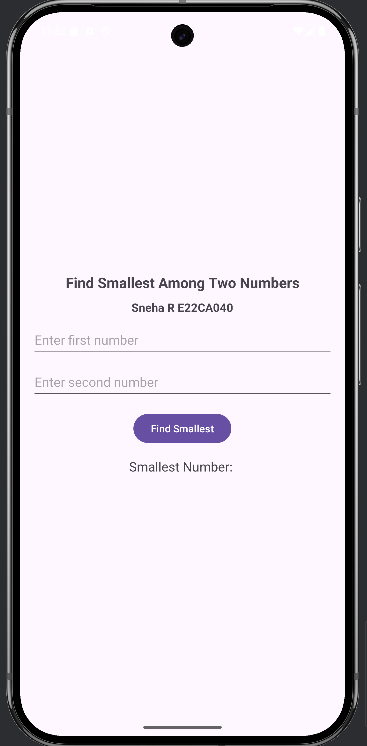 Find Smallest Among Two Numbers
Sneha R E22CA040
Enter first number
Enter second number
Find Smallest
Smallest Number: